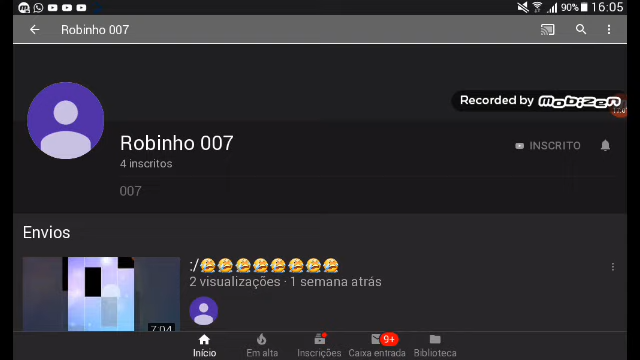 90% 16:05
Robinho 007
Recorded by MOBIZEN
Robinho 007
4 inscritos
INSCRITO
007
Envios
:/😂😂😂😂😂😂😂😂
2 visualizações · 1 semana atrás
7:04
9+
Início Em alta Inscrições Caixa entrada Biblioteca